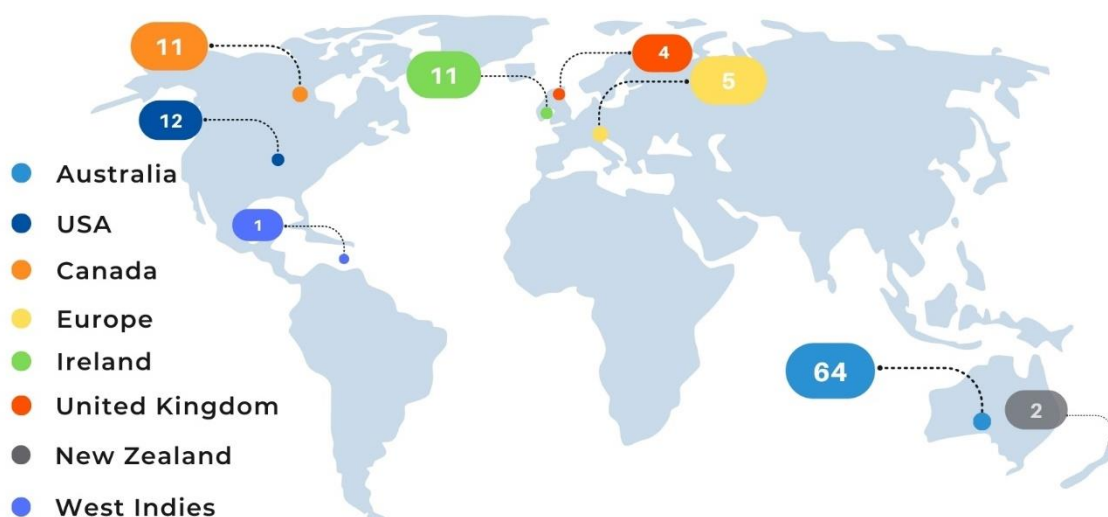 11
4
11
5
12
Australia
USA
1
Canada
Europe
Ireland
64
United Kingdom
2
New Zealand
West Indies